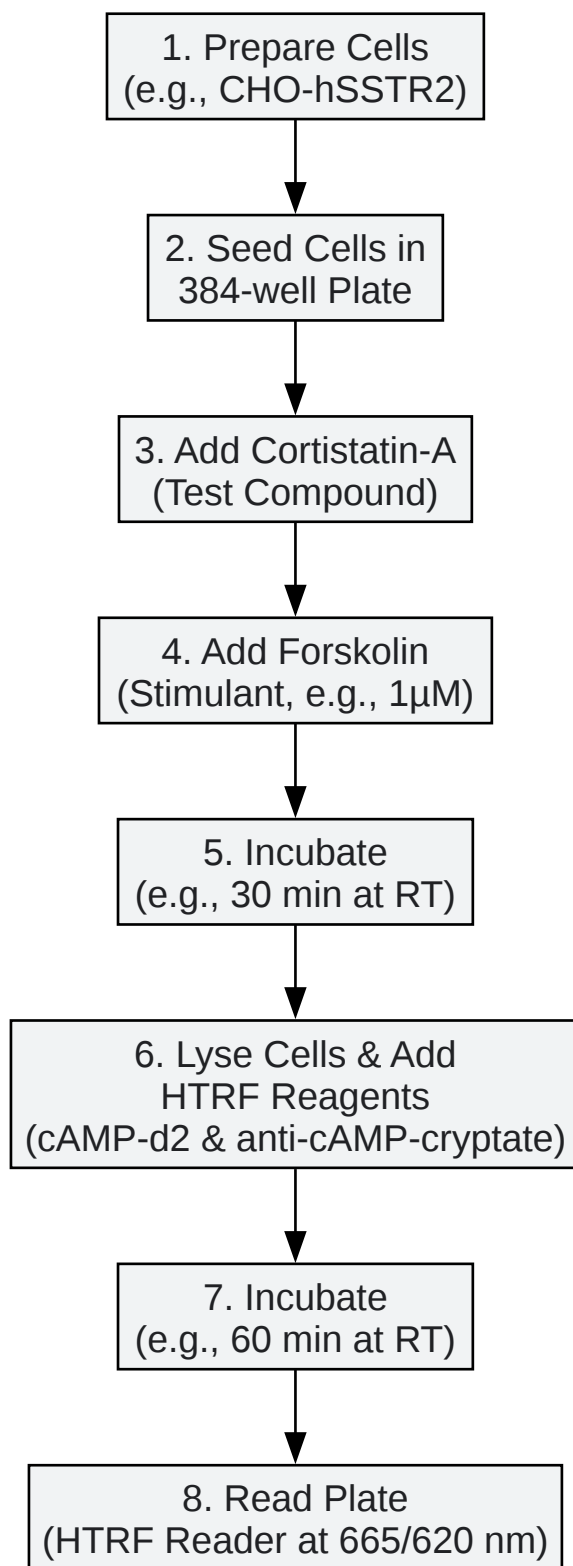 1. Prepare Cells
(e.g., CHO-hSSTR2)
2. Seed Cells in
384-well Plate
3. Add Cortistatin-A
(Test Compound)
4. Add Forskolin
(Stimulant, e.g., 1µM)
5. Incubate
(e.g., 30 min at RT)
6. Lyse Cells & Add
HTRF Reagents
(cAMP-d2 & anti-cAMP-cryptate)
7. Incubate
(e.g., 60 min at RT)
8. Read Plate
(HTRF Reader at 665/620 nm)